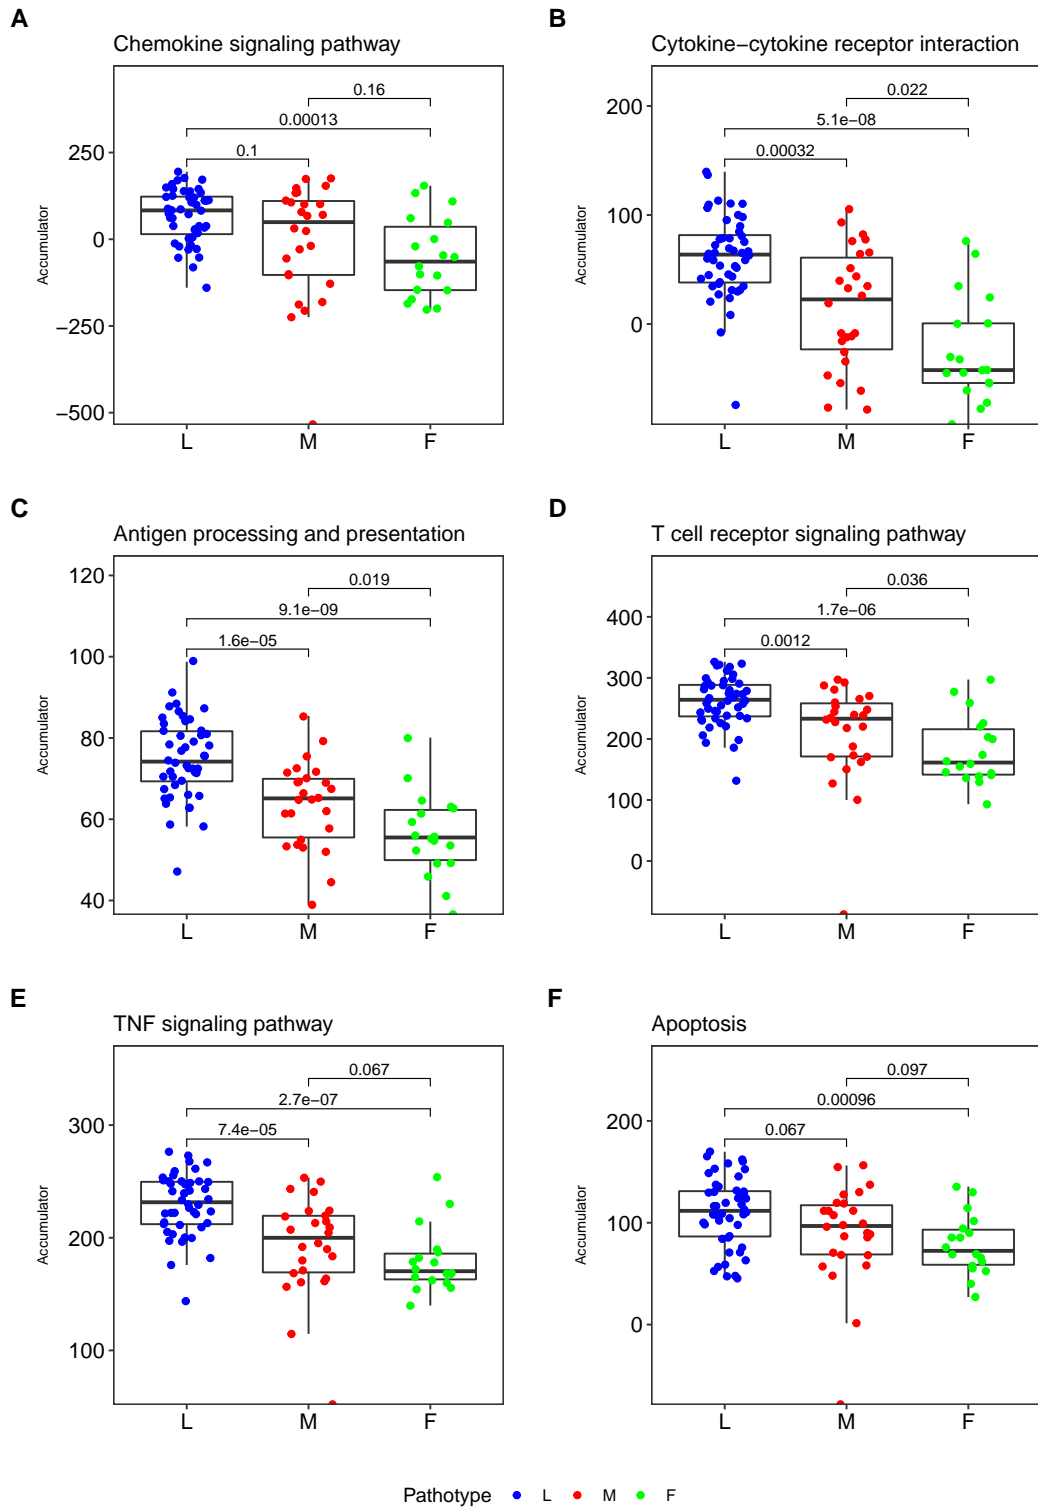 A
Chemokine signaling pathway
Accumulator
250
0
−250
−500
0.16
0.00013
0.1
L M F
B
Cytokine−cytokine receptor interaction
Accumulator
200
100
0
0.022
5.1e−08
0.00032
L M F
C
Antigen processing and presentation
Accumulator
120
100
80
60
40
0.019
9.1e−09
1.6e−05
L M F
D
T cell receptor signaling pathway
Accumulator
400
300
200
100
0
0.036
1.7e−06
0.0012
L M F
E
TNF signaling pathway
Accumulator
300
200
100
0.067
2.7e−07
7.4e−05
L M F
F
Apoptosis
Accumulator
200
100
0
0.097
0.00096
0.067
L M F
Pathotype L M F